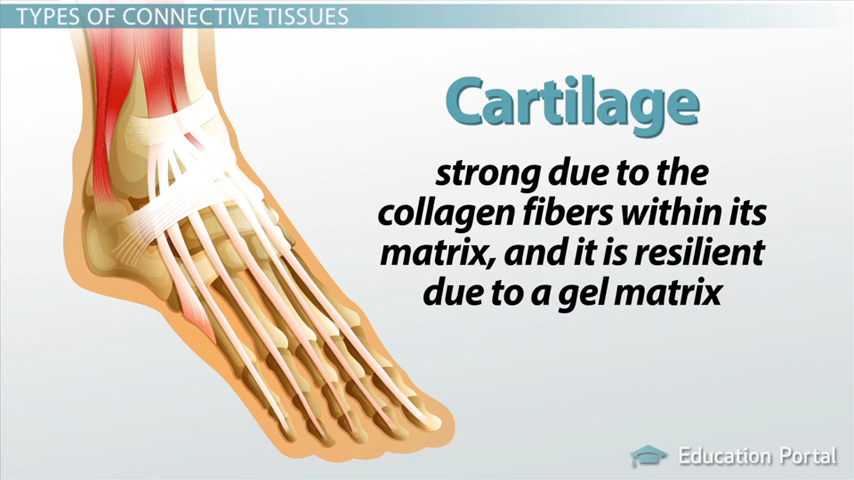 TYPES OF CONNECTIVE TISSUES
Cartilage
strong due to the
collagen fibers within its
matrix, and it is resilient
due to a gel matrix
Education Portal